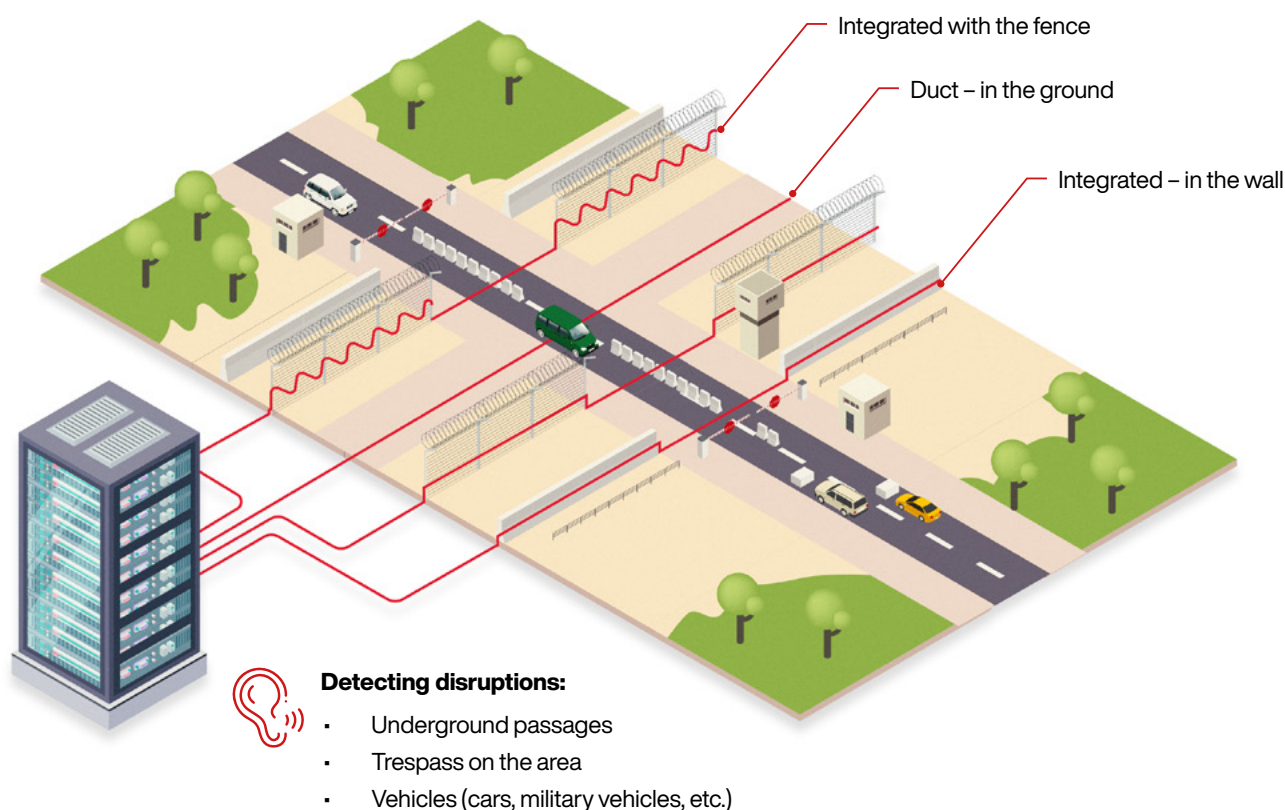 Integrated with the fence
Duct – in the ground
Integrated – in the wall
Detecting disruptions:
• Underground passages
• Trespass on the area
• Vehicles (cars, military vehicles, etc.)